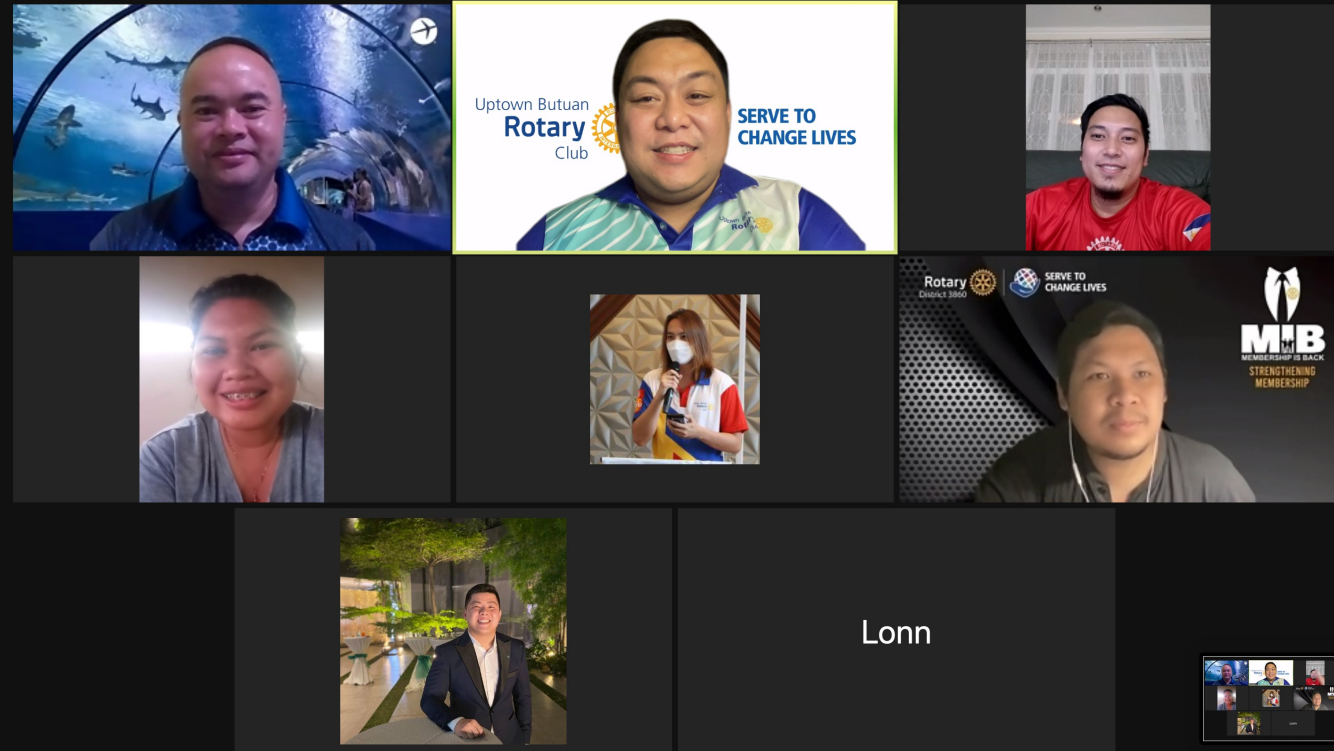 Uptown Butuan
Rotary
Club
SERVE TO
CHANGE LIVES
Rotary
Rotary
District 3860
SERVE TO
CHANGE LIVES
MIB
MEMBERSHIP IS BACK
STRENGTHENING
MEMBERSHIP
Lonn